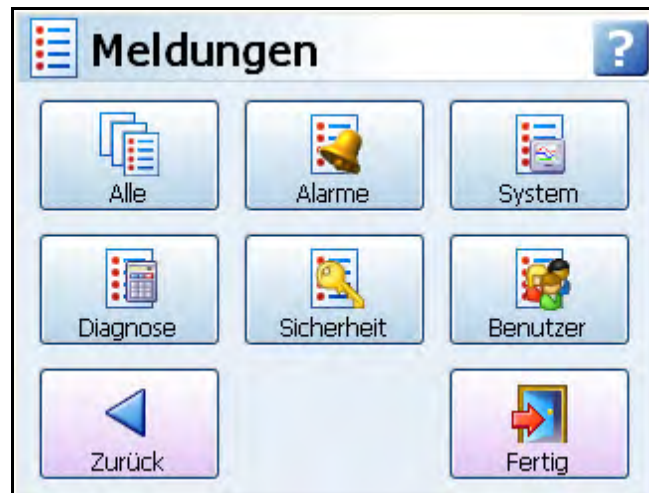 Meldungen ?
Alle Alarme System
Diagnose Sicherheit Benutzer
Zurück Fertig